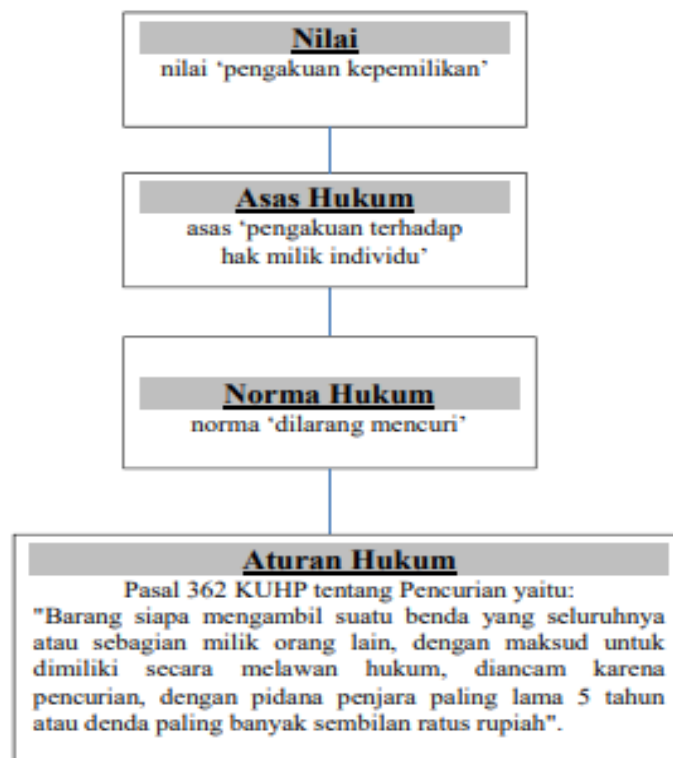 Nilai
nilai ‘pengakuan kepemilikan’
Asas Hukum
asas ‘pengakuan terhadap
hak milik individu’
Norma Hukum
norma ‘dilarang mencuri’
Aturan Hukum
Pasal 362 KUHP tentang Pencurian yaitu:
"Barang siapa mengambil suatu benda yang seluruhnya
atau sebagian milik orang lain, dengan maksud untuk
dimiliki secara melawan hukum, diancam karena
pencurian, dengan pidana penjara paling lama 5 tahun
atau denda paling banyak sembilan ratus rupiah".